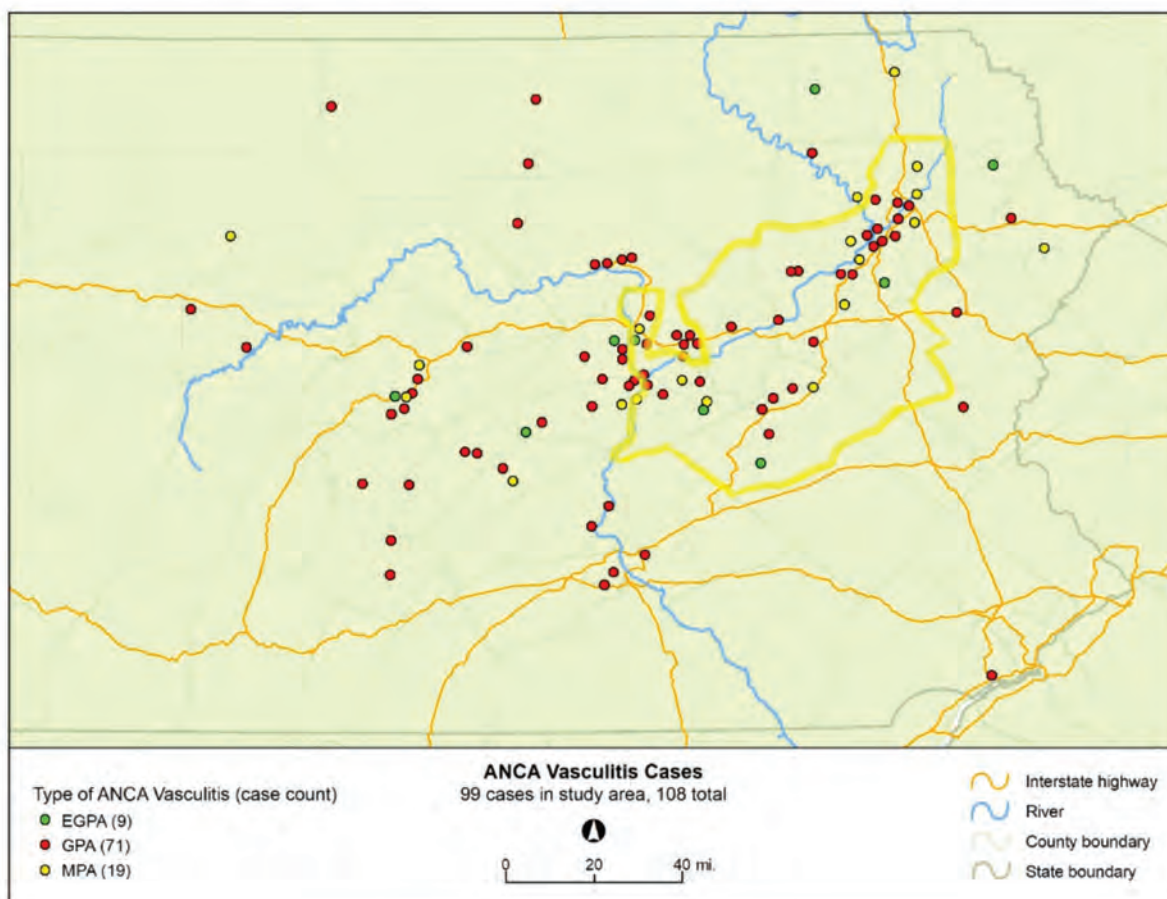 ANCA Vasculitis Cases
99 cases in study area, 108 total
Type of ANCA Vasculitis (case count)
EGPA (9)
GPA (71)
MPA (19)
0 20 40 mi.
Interstate highway
River
County boundary
State boundary